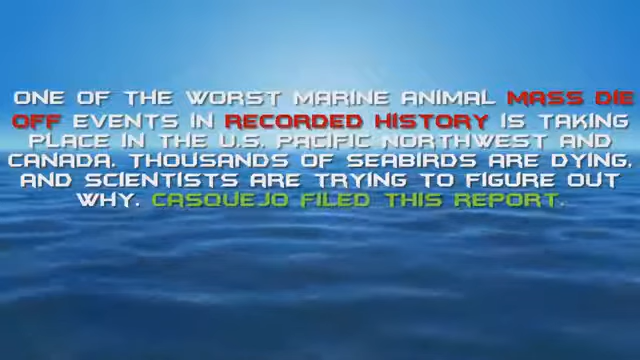 ONE OF THE WORST MARINE ANIMAL MASS DIE
OFF EVENTS IN RECORDED HISTORY IS TAKING
PLACE IN THE U.S. PACIFIC NORTHWEST AND
CANADA. THOUSANDS OF SEABIRDS ARE DYING,
AND SCIENTISTS ARE TRYING TO FIGURE OUT
WHY. CASQUEJO FILED THIS REPORT.